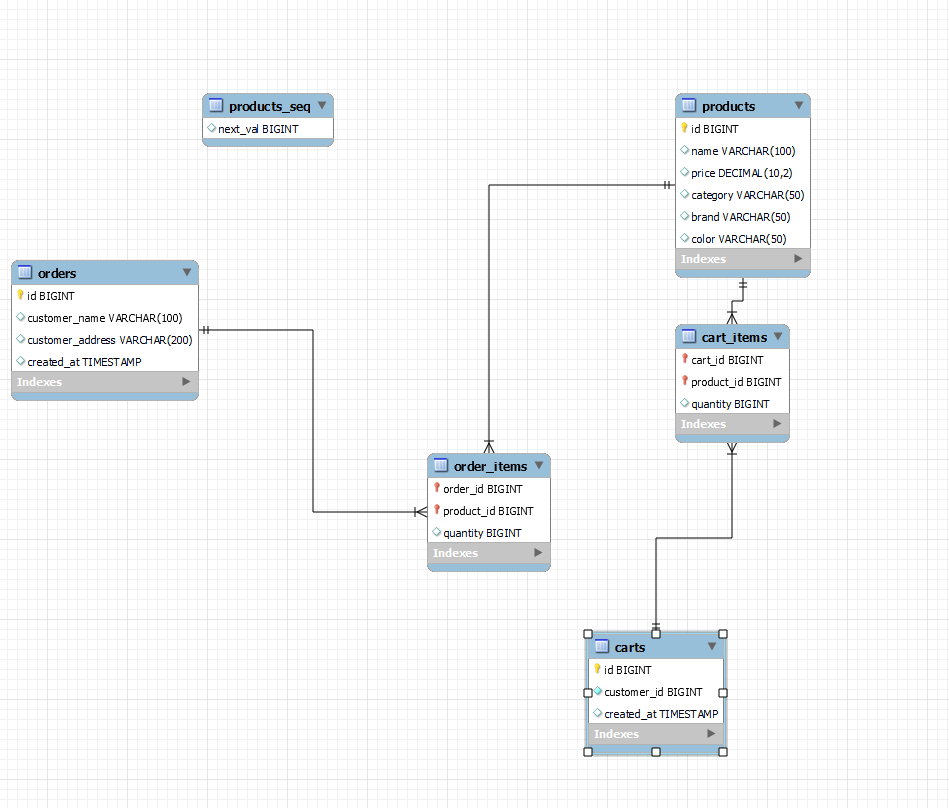 products_seq
next_val BIGINT
products
id BIGINT
name VARCHAR(100)
price DECIMAL(10,2)
category VARCHAR(50)
brand VARCHAR(50)
color VARCHAR(50)
Indexes
orders
id BIGINT
customer_name VARCHAR(100)
customer_address VARCHAR(200)
created_at TIMESTAMP
Indexes
cart_items
cart_id BIGINT
product_id BIGINT
quantity BIGINT
Indexes
order_items
order_id BIGINT
product_id BIGINT
quantity BIGINT
Indexes
carts
id BIGINT
customer_id BIGINT
created_at TIMESTAMP
Indexes